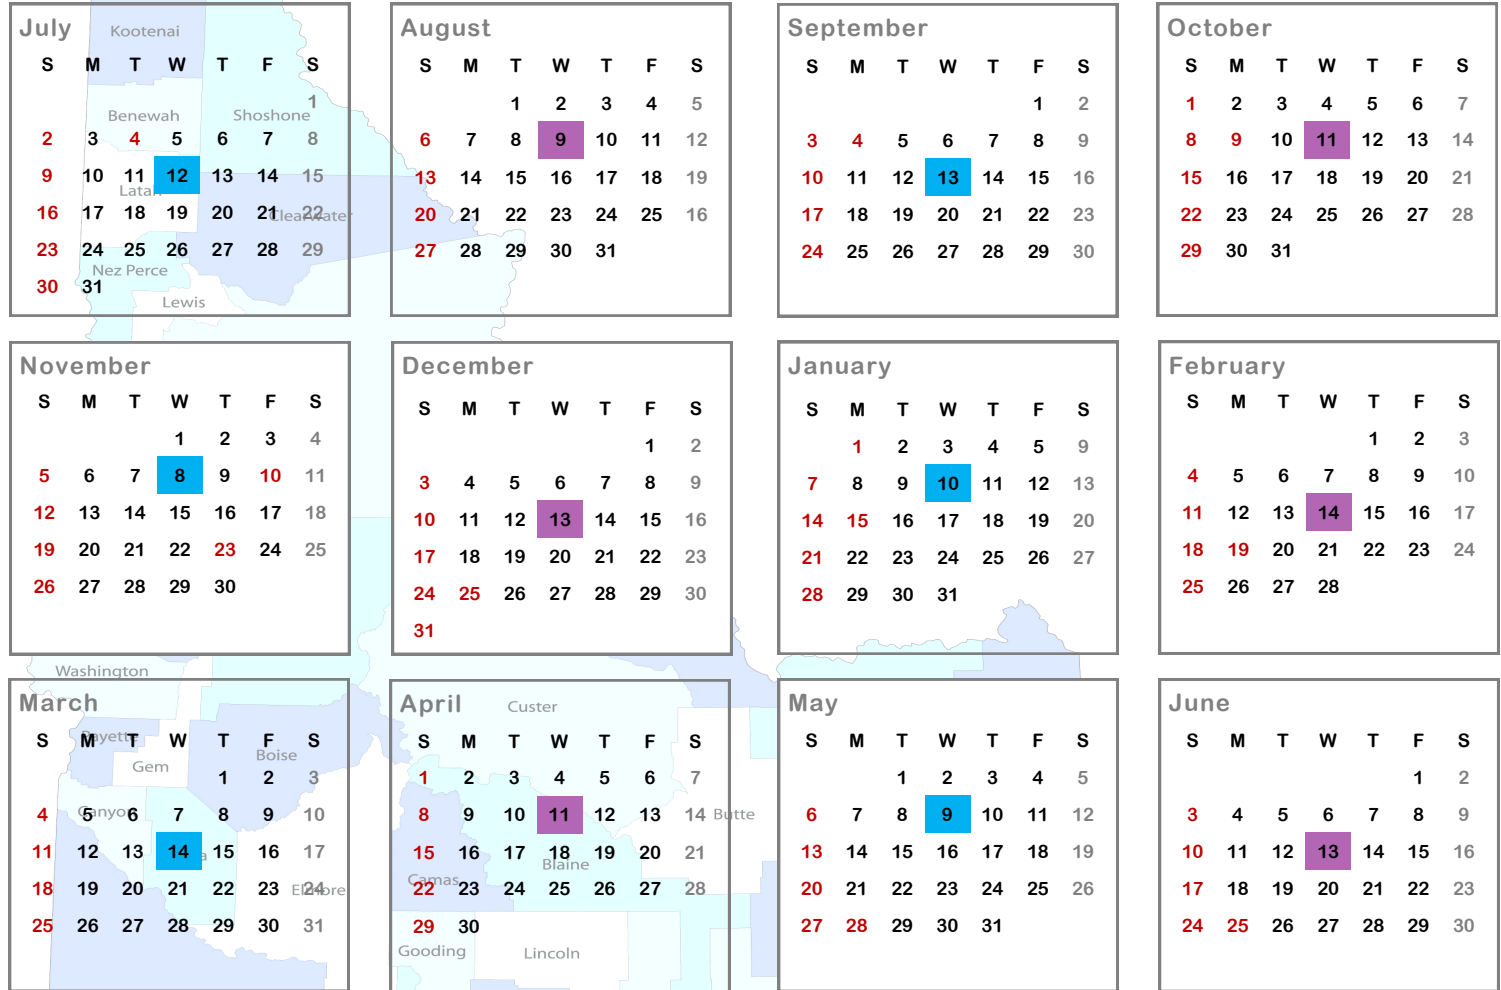 July
Kootenai
S M T W T F S
1
Benewah
Shoshone
2 3 4 5 6 7 8
9 10 11 12 13 14 15
Latah
16 17 18 19 20 21 22
Clearwater
23 24 25 26 27 28 29
Nez Perce
30 31
Lewis
August
S M T W T F S
1 2 3 4 5
6 7 8 9 10 11 12
13 14 15 16 17 18 19
20 21 22 23 24 25 16
27 28 29 30 31
September
S M T W T F S
1 2
3 4 5 6 7 8 9
10 11 12 13 14 15 16
17 18 19 20 21 22 23
24 25 26 27 28 29 30
October
S M T W T F S
1 2 3 4 5 6 7
8 9 10 11 12 13 14
15 16 17 18 19 20 21
22 23 24 25 26 27 28
29 30 31
November
S M T W T F S
1 2 3 4
5 6 7 8 9 10 11
12 13 14 15 16 17 18
19 20 21 22 23 24 25
26 27 28 29 30
December
S M T W T F S
1 2
3 4 5 6 7 8 9
10 11 12 13 14 15 16
17 18 19 20 21 22 23
24 25 26 27 28 29 30
31
January
S M T W T F S
1 2 3 4 5 9
7 8 9 10 11 12 13
14 15 16 17 18 19 20
21 22 23 24 25 26 27
28 29 30 31
February
S M T W T F S
1 2 3
4 5 6 7 8 9 10
11 12 13 14 15 16 17
18 19 20 21 22 23 24
25 26 27 28
Washington
March
S M T W T F S
Payette
Boise
Gem
1 2 3
Canyon
4 5 6 7 8 9 10
11 12 13 14 15 16 17
18 19 20 21 22 23 24
Elmore
25 26 27 28 29 30 31
April
Custer
S M T W T F S
1 2 3 4 5 6 7
8 9 10 11 12 13 14
Butte
15 16 17 18 19 20 21
Blaine
Camas
22 23 24 25 26 27 28
29 30
Gooding
Lincoln
May
S M T W T F S
1 2 3 4 5
6 7 8 9 10 11 12
13 14 15 16 17 18 19
20 21 22 23 24 25 26
27 28 29 30 31
June
S M T W T F S
1 2
3 4 5 6 7 8 9
10 11 12 13 14 15 16
17 18 19 20 21 22 23
24 25 26 27 28 29 30